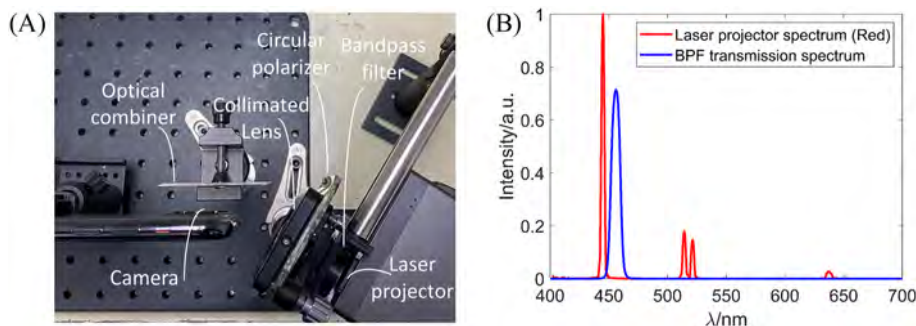 (A)
Circular
polarizer
Bandpass
filter
Optical
combiner
Collimated
Lens
Camera
Laser
projector
(B)
Laser projector spectrum (Red)
BPF transmission spectrum
Intensity/a.u.
1
0.8
0.6
0.4
0.2
0
400
450
500
550
600
650
700
λ/nm